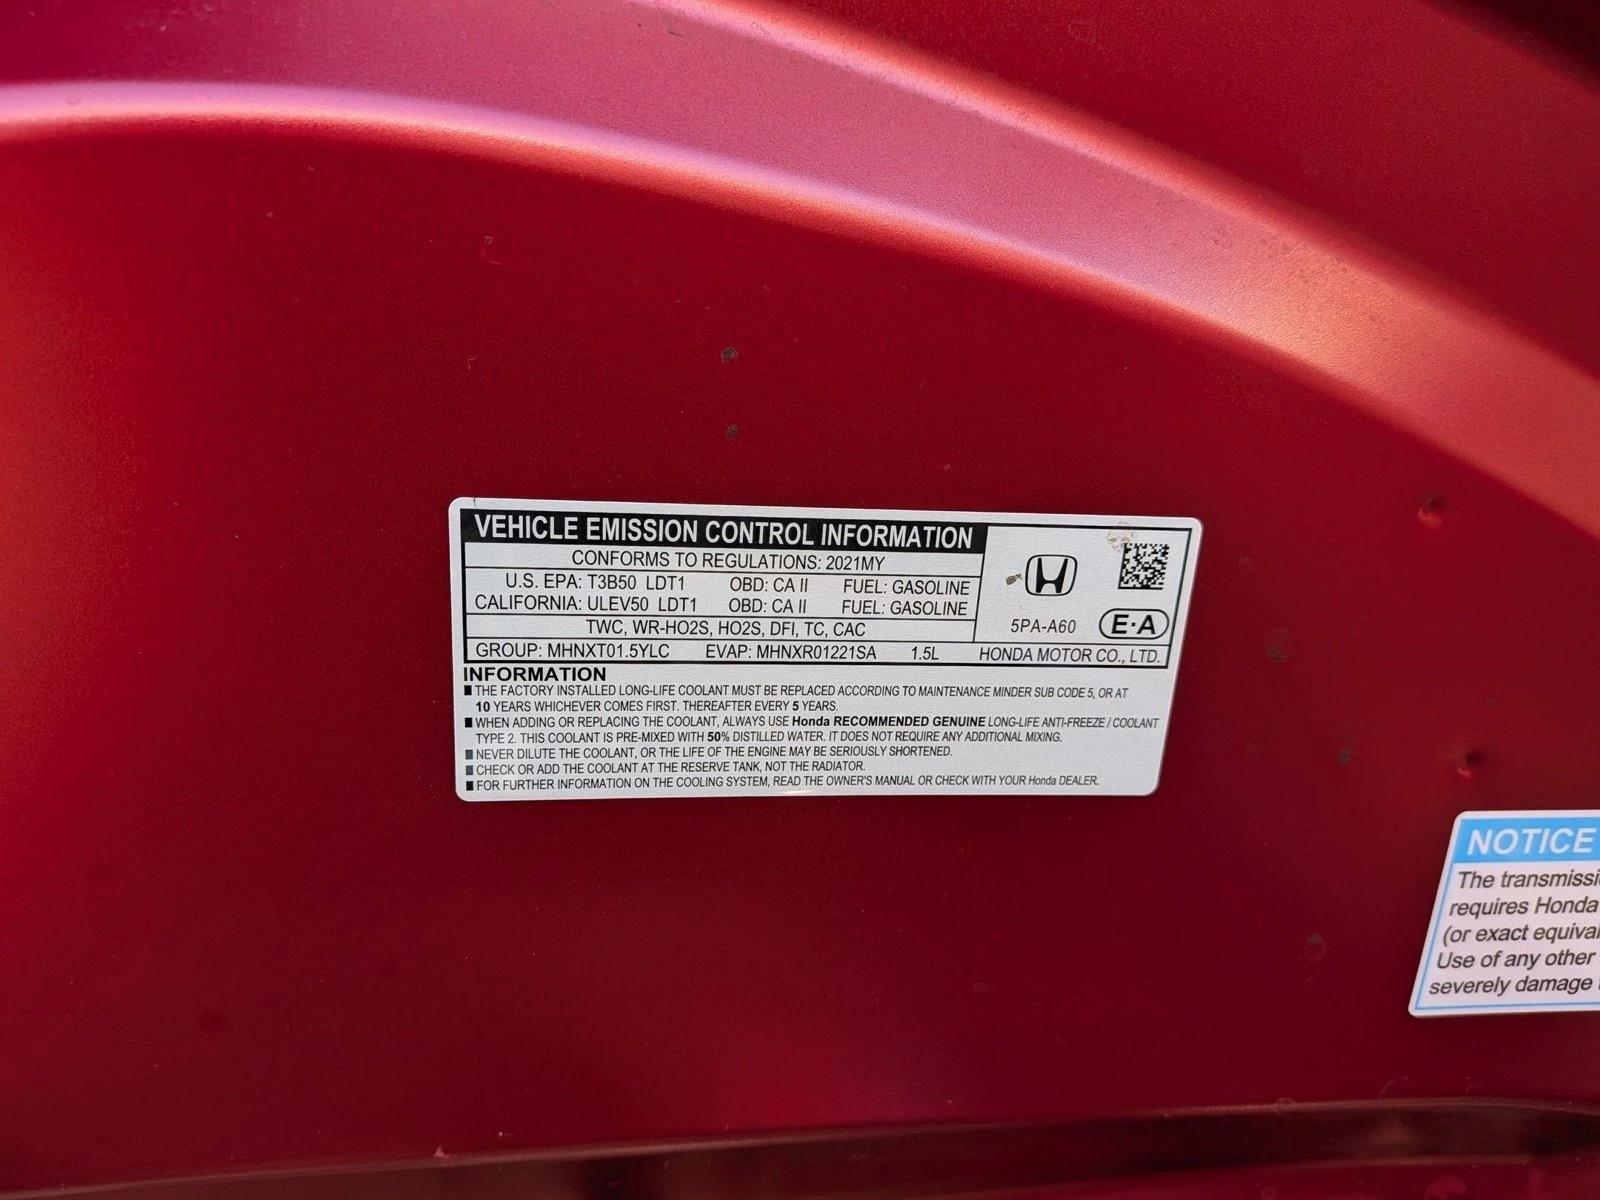 VEHICLE EMISSION CONTROL INFORMATION
CONFORMS TO REGULATIONS: 2021MY
U.S. EPA: T3B50 LDT1 OBD: CA II FUEL: GASOLINE
CALIFORNIA: ULEV50 LDT1 OBD: CA II FUEL: GASOLINE
TWC, WR-HO2S, HO2S, DFI, TC, CAC
5PA-A60 E·A
GROUP: MHNXT01.5YLC EVAP: MHNXR01221SA 1.5L HONDA MOTOR CO., LTD.
INFORMATION
■ THE FACTORY INSTALLED LONG-LIFE COOLANT MUST BE REPLACED ACCORDING TO MAINTENANCE MINDER SUB CODE 5, OR AT
10 YEARS WHICHEVER COMES FIRST. THEREAFTER EVERY 5 YEARS.
■ WHEN ADDING OR REPLACING THE COOLANT, ALWAYS USE Honda RECOMMENDED GENUINE LONG-LIFE ANTI-FREEZE / COOLANT
TYPE 2. THIS COOLANT IS PRE-MIXED WITH 50% DISTILLED WATER. IT DOES NOT REQUIRE ANY ADDITIONAL MIXING.
■ NEVER DILUTE THE COOLANT, OR THE LIFE OF THE ENGINE MAY BE SERIOUSLY SHORTENED.
■ CHECK OR ADD THE COOLANT AT THE RESERVE TANK, NOT THE RADIATOR.
■ FOR FURTHER INFORMATION ON THE COOLING SYSTEM, READ THE OWNER'S MANUAL OR CHECK WITH YOUR Honda DEALER.
NOTICE
The transmissi
requires Honda
(or exact equival
Use of any other
severely damage